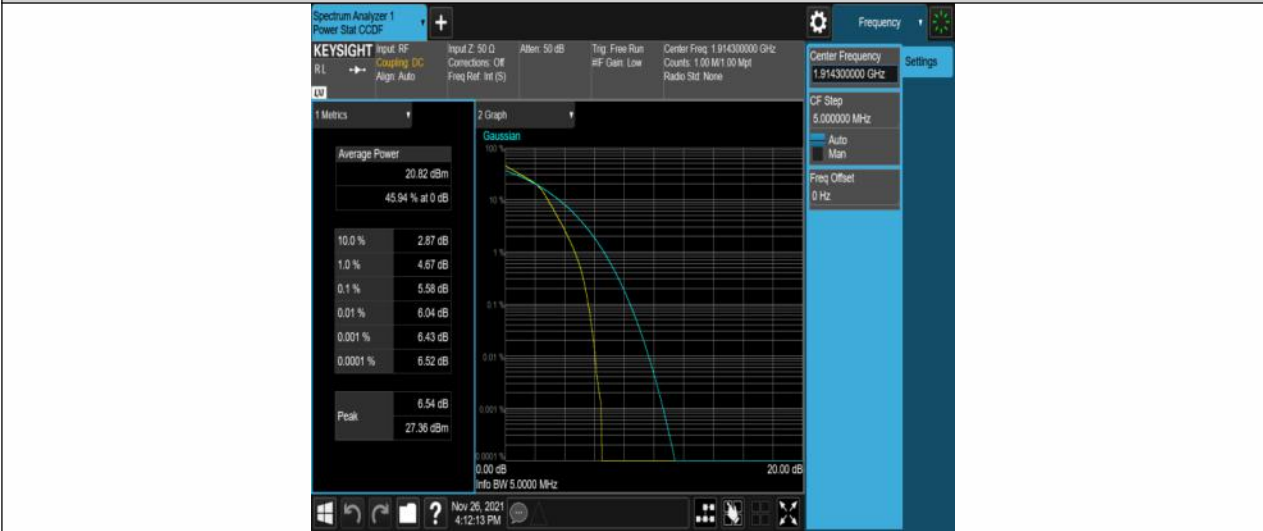 Spectrum Analyzer 1
Power Stat CCDF
+
Frequency
KEYSIGHT
R L
LV
Input: RF
Coupling: DC
Align: Auto
Input Z: 50 Ω
Corrections: Off
Freq Ref: Int (S)
Atten: 50 dB
Trig: Free Run
#IF Gain: Low
Center Freq: 1.914300000 GHz
Counts: 1.00 M/1.00 Mpt
Radio Std: None
Center Frequency
1.914300000 GHz
Settings
CF Step
5.000000 MHz
Auto
Man
Freq Offset
0 Hz
1 Metrics
Average Power
20.82 dBm
45.94 % at 0 dB
10.0 % 2.87 dB
1.0 % 4.67 dB
0.1 % 5.58 dB
0.01 % 6.04 dB
0.001 % 6.43 dB
0.0001 % 6.52 dB
Peak
6.54 dB
27.36 dBm
2 Graph
Gaussian
100 %
10 %
1 %
0.1 %
0.01 %
0.001 %
0.0001 %
0.00 dB 20.00 dB
Info BW 5.0000 MHz
?
Nov 26, 2021
4:12:13 PM